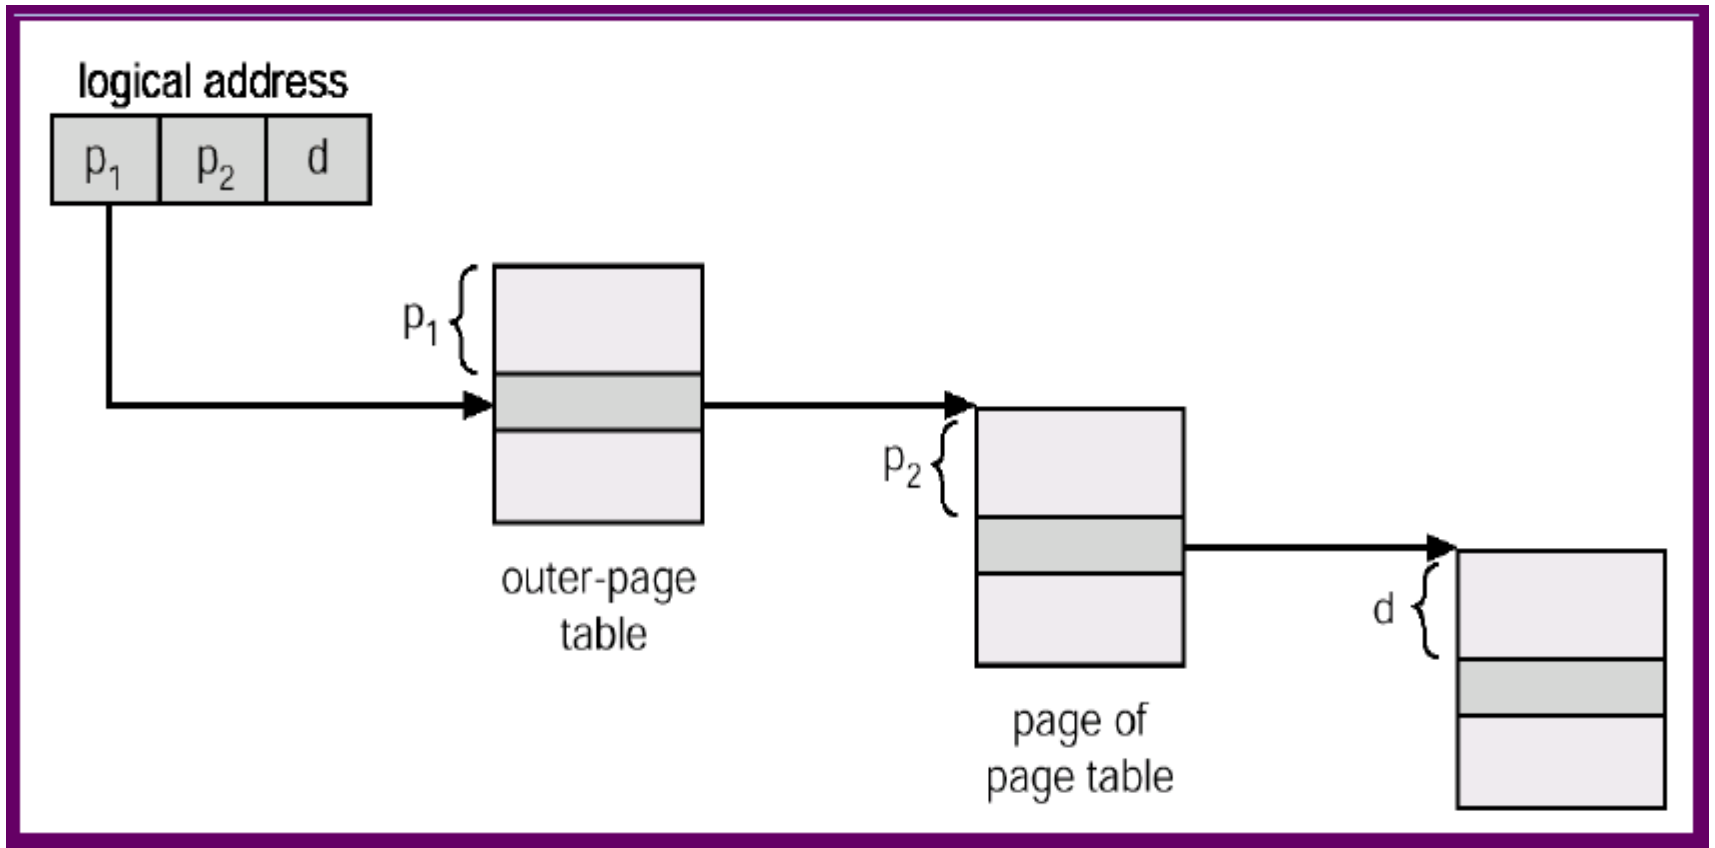 logical address
p₁ p₂ d
p₁
outer-page
table
p₂
page of
page table
d